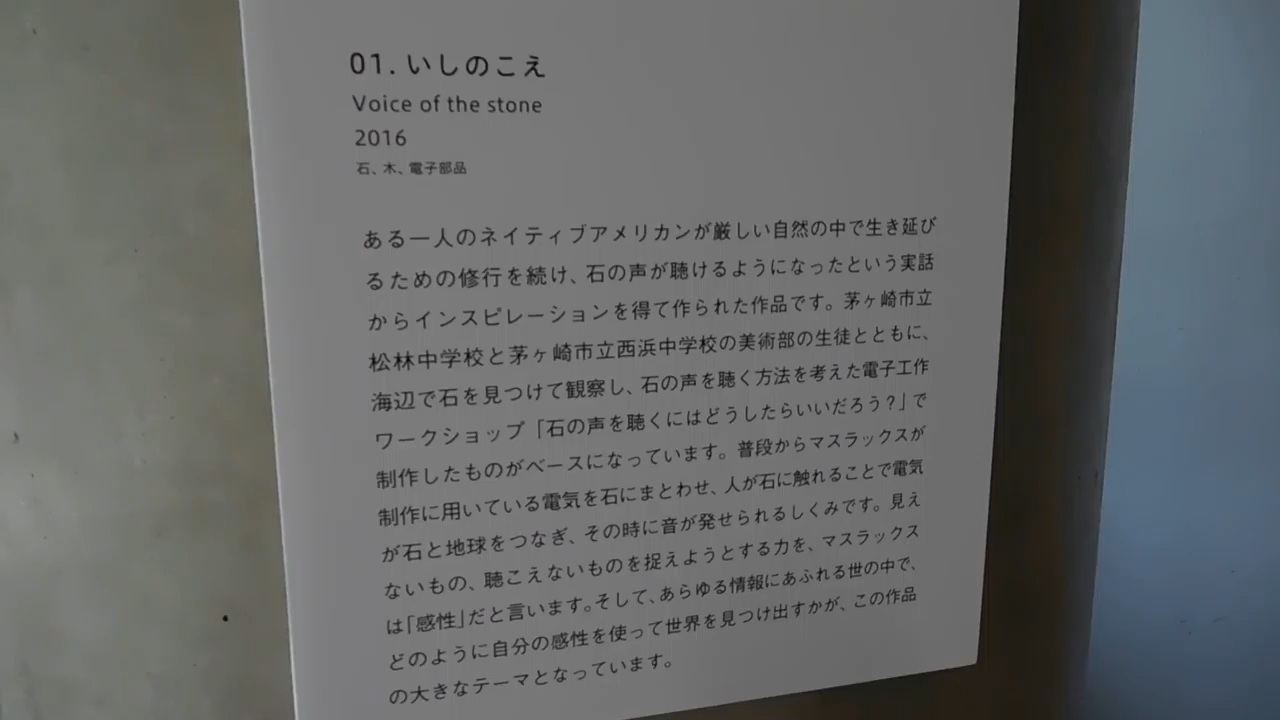 01. いしのこえ
Voice of the stone
2016
石、木、電子部品
ある一人のネイティブアメリカンが厳しい自然の中で生き延び
るための修行を続け、石の声が聴けるようになったという実話
からインスピレーションを得て作られた作品です。茅ヶ崎市立
松林中学校と茅ヶ崎市立西浜中学校の美術部の生徒とともに、
海辺で石を見つけて観察し、石の声を聴く方法を考えた電子工作
ワークショップ「石の声を聴くにはどうしたらいいだろう？」で
制作したものがベースになっています。普段からマスラックスが
制作に用いている電気を石にまとわせ、人が石に触れることで電気
が石と地球をつなぎ、その時に音が発せられるしくみです。見え
ないもの、聴こえないものを捉えようとする力を、マスラックス
は「感性」だと言います。そして、あらゆる情報にあふれる世の中で、
どのように自分の感性を使って世界を見つけ出すかが、この作品
の大きなテーマとなっています。